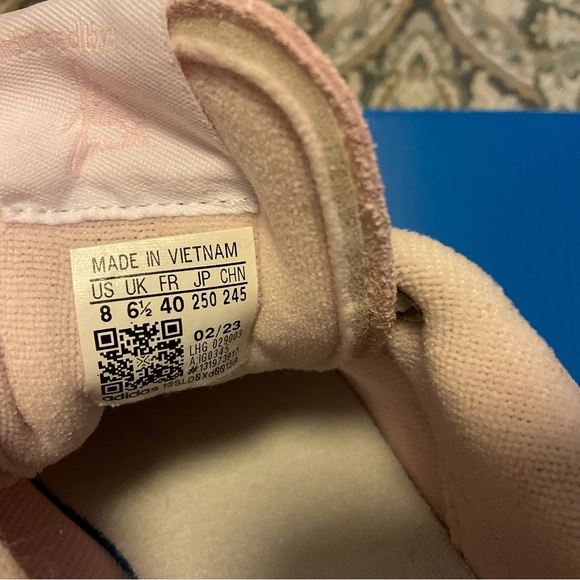 MADE IN VIETNAM
US UK FR JP CHN
8 6½ 40 250 245
02/23
LHG 029003
#131973017
adidas